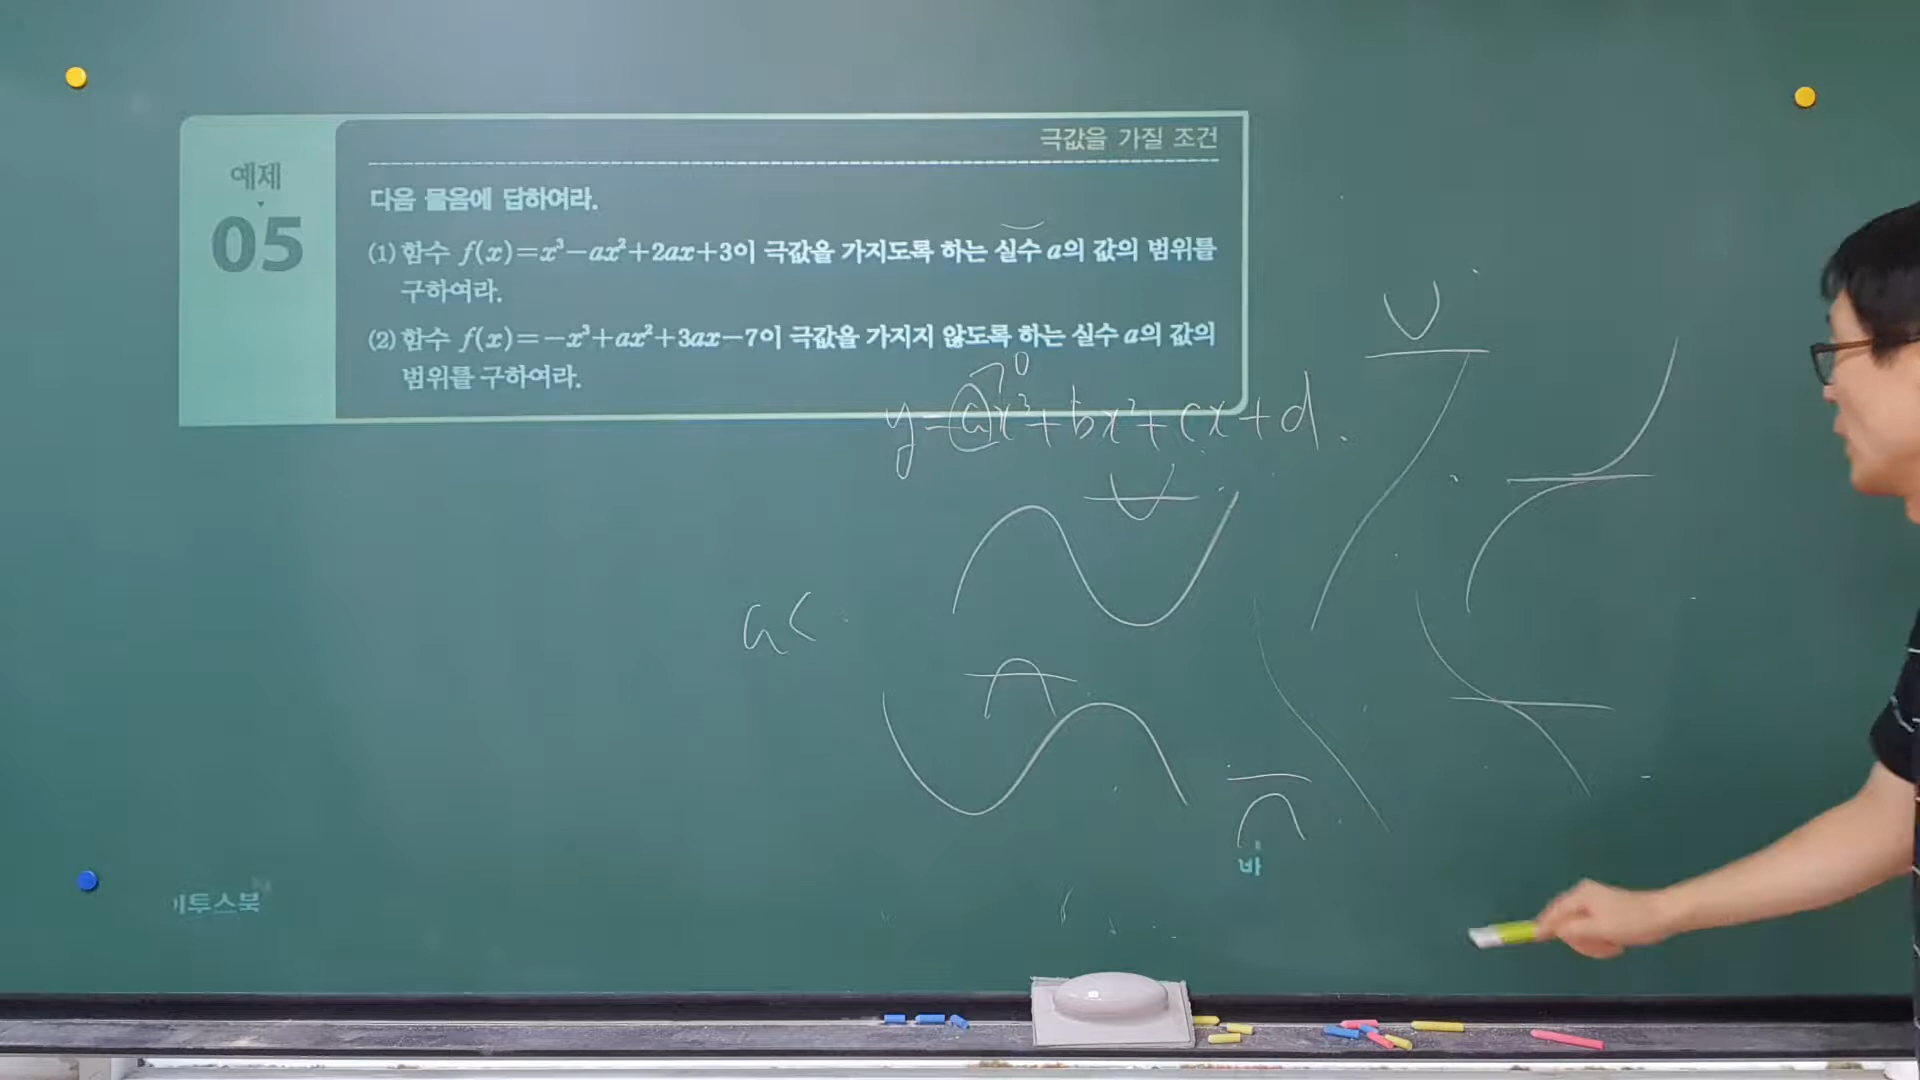 극값을 가질 조건
예제
05
다음 물음에 답하여라.
(1) 함수 f(x)=x³-ax²+2ax+3이 극값을 가지도록 하는 실수 a의 값의 범위를
구하여라.
(2) 함수 f(x)=-x³+ax²+3ax-7이 극값을 가지지 않도록 하는 실수 a의 값의
범위를 구하여라.
y=ax³+bx²+cx+d
a<
바
이투스북